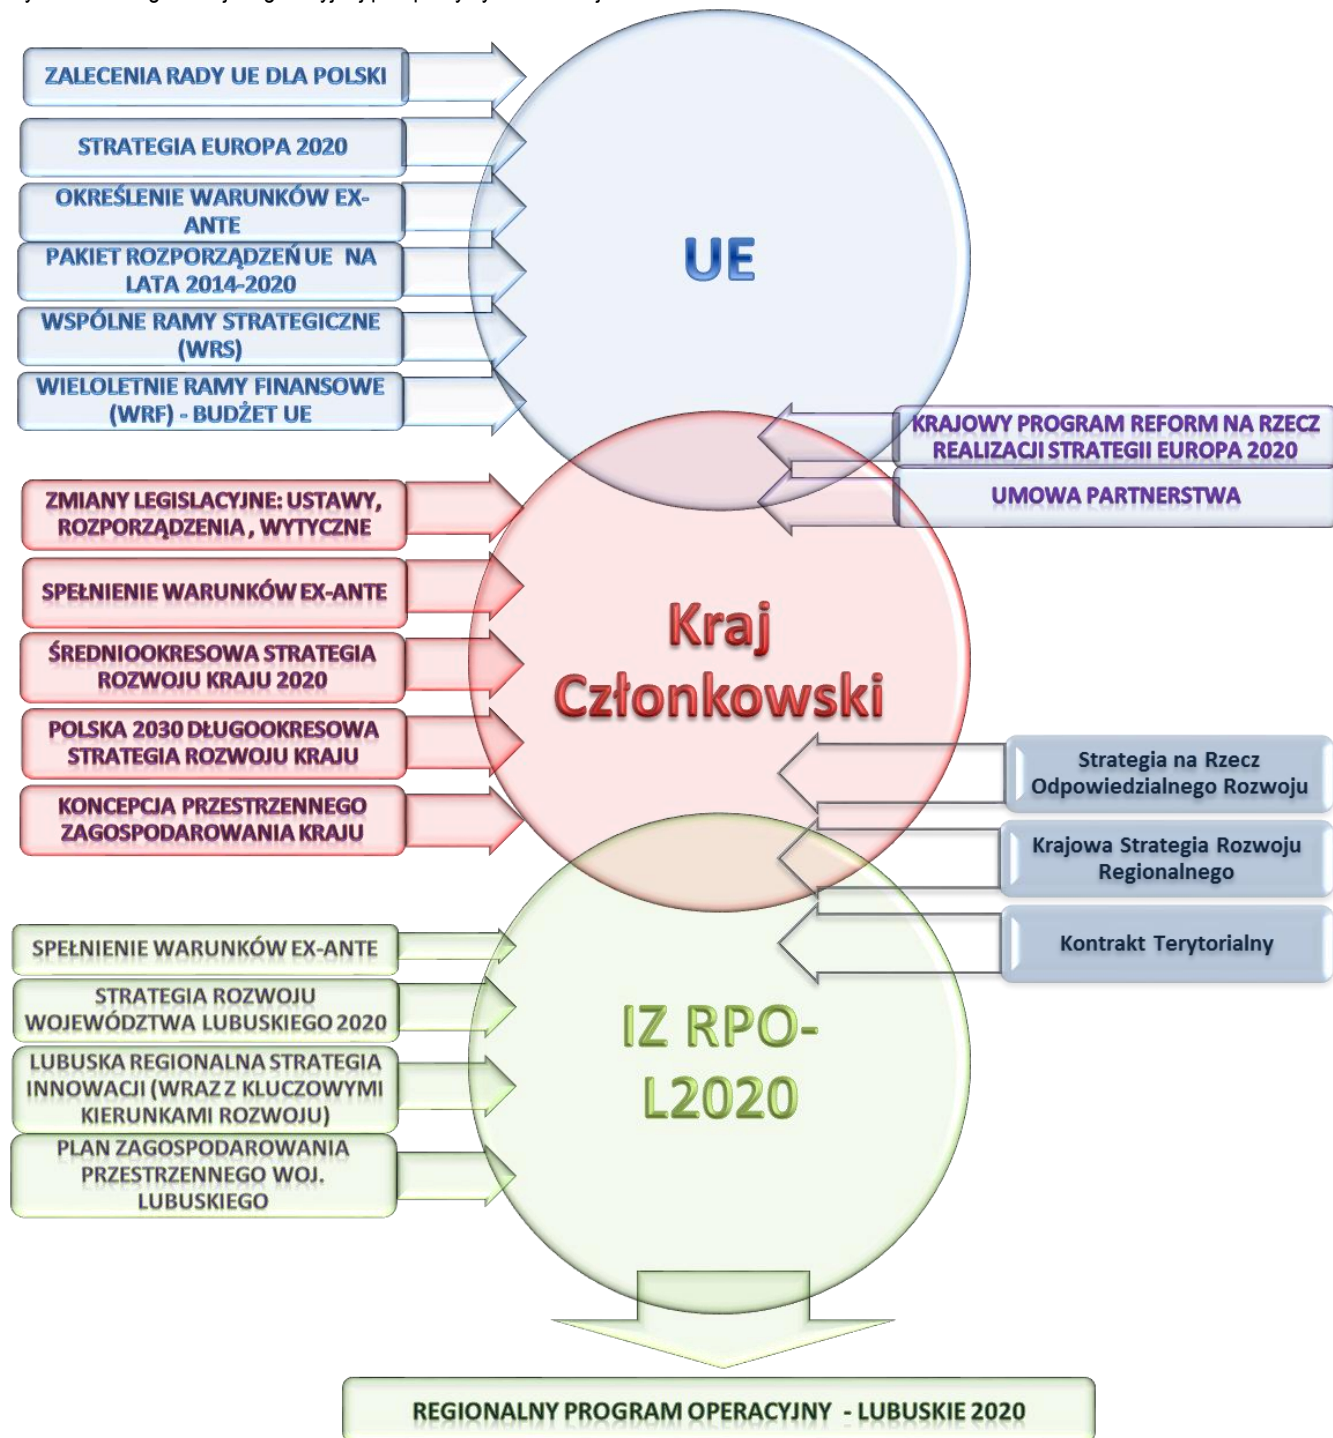 ZALECENIA RADY UE DLA POLSKI
STRATEGIA EUROPA 2020
OKREŚLENIE WARUNKÓW EX-
ANTE
PAKIET ROZPORZĄDZEŃ UE NA
LATA 2014-2020
WSPÓLNE RAMY STRATEGICZNE
(WRS)
WIELOLETNIE RAMY FINANSOWE
(WRF) - BUDŻET UE
UE
KRAJOWY PROGRAM REFORM NA RZECZ
REALIZACJI STRATEGII EUROPA 2020
UMOWA PARTNERSTWA
ZMIANY LEGISLACYJNE: USTAWY,
ROZPORZĄDZENIA , WYTYCZNE
SPEŁNIENIE WARUNKÓW EX-ANTE
ŚREDNIOOKRESOWA STRATEGIA
ROZWOJU KRAJU 2020
POLSKA 2030 DŁUGOOKRESOWA
STRATEGIA ROZWOJU KRAJU
KONCEPCJA PRZESTRZENNEGO
ZAGOSPODAROWANIA KRAJU
Kraj
Członkowski
Strategia na Rzecz
Odpowiedzialnego Rozwoju
Krajowa Strategia Rozwoju
Regionalnego
Kontrakt Terytorialny
SPEŁNIENIE WARUNKÓW EX-ANTE
STRATEGIA ROZWOJU
WOJEWÓDZTWA LUBUSKIEGO 2020
LUBUSKA REGIONALNA STRATEGIA
INNOWACJI (WRAZ Z KLUCZOWYMI
KIERUNKAMI ROZWOJU)
PLAN ZAGOSPODAROWANIA
PRZESTRZENNEGO WOJ.
LUBUSKIEGO
IZ RPO-
L2020
REGIONALNY PROGRAM OPERACYJNY - LUBUSKIE 2020